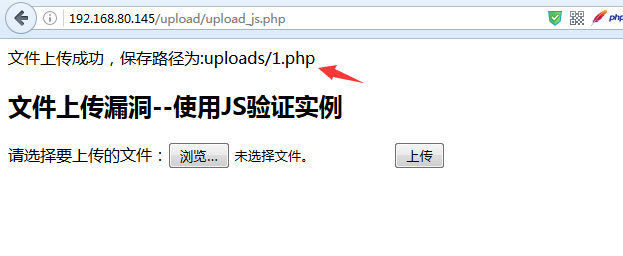 192.168.80.145/upload/upload_js.php
php
文件上传成功，保存路径为:uploads/1.php
文件上传漏洞--使用JS验证实例
请选择要上传的文件：浏览... 未选择文件。 上传